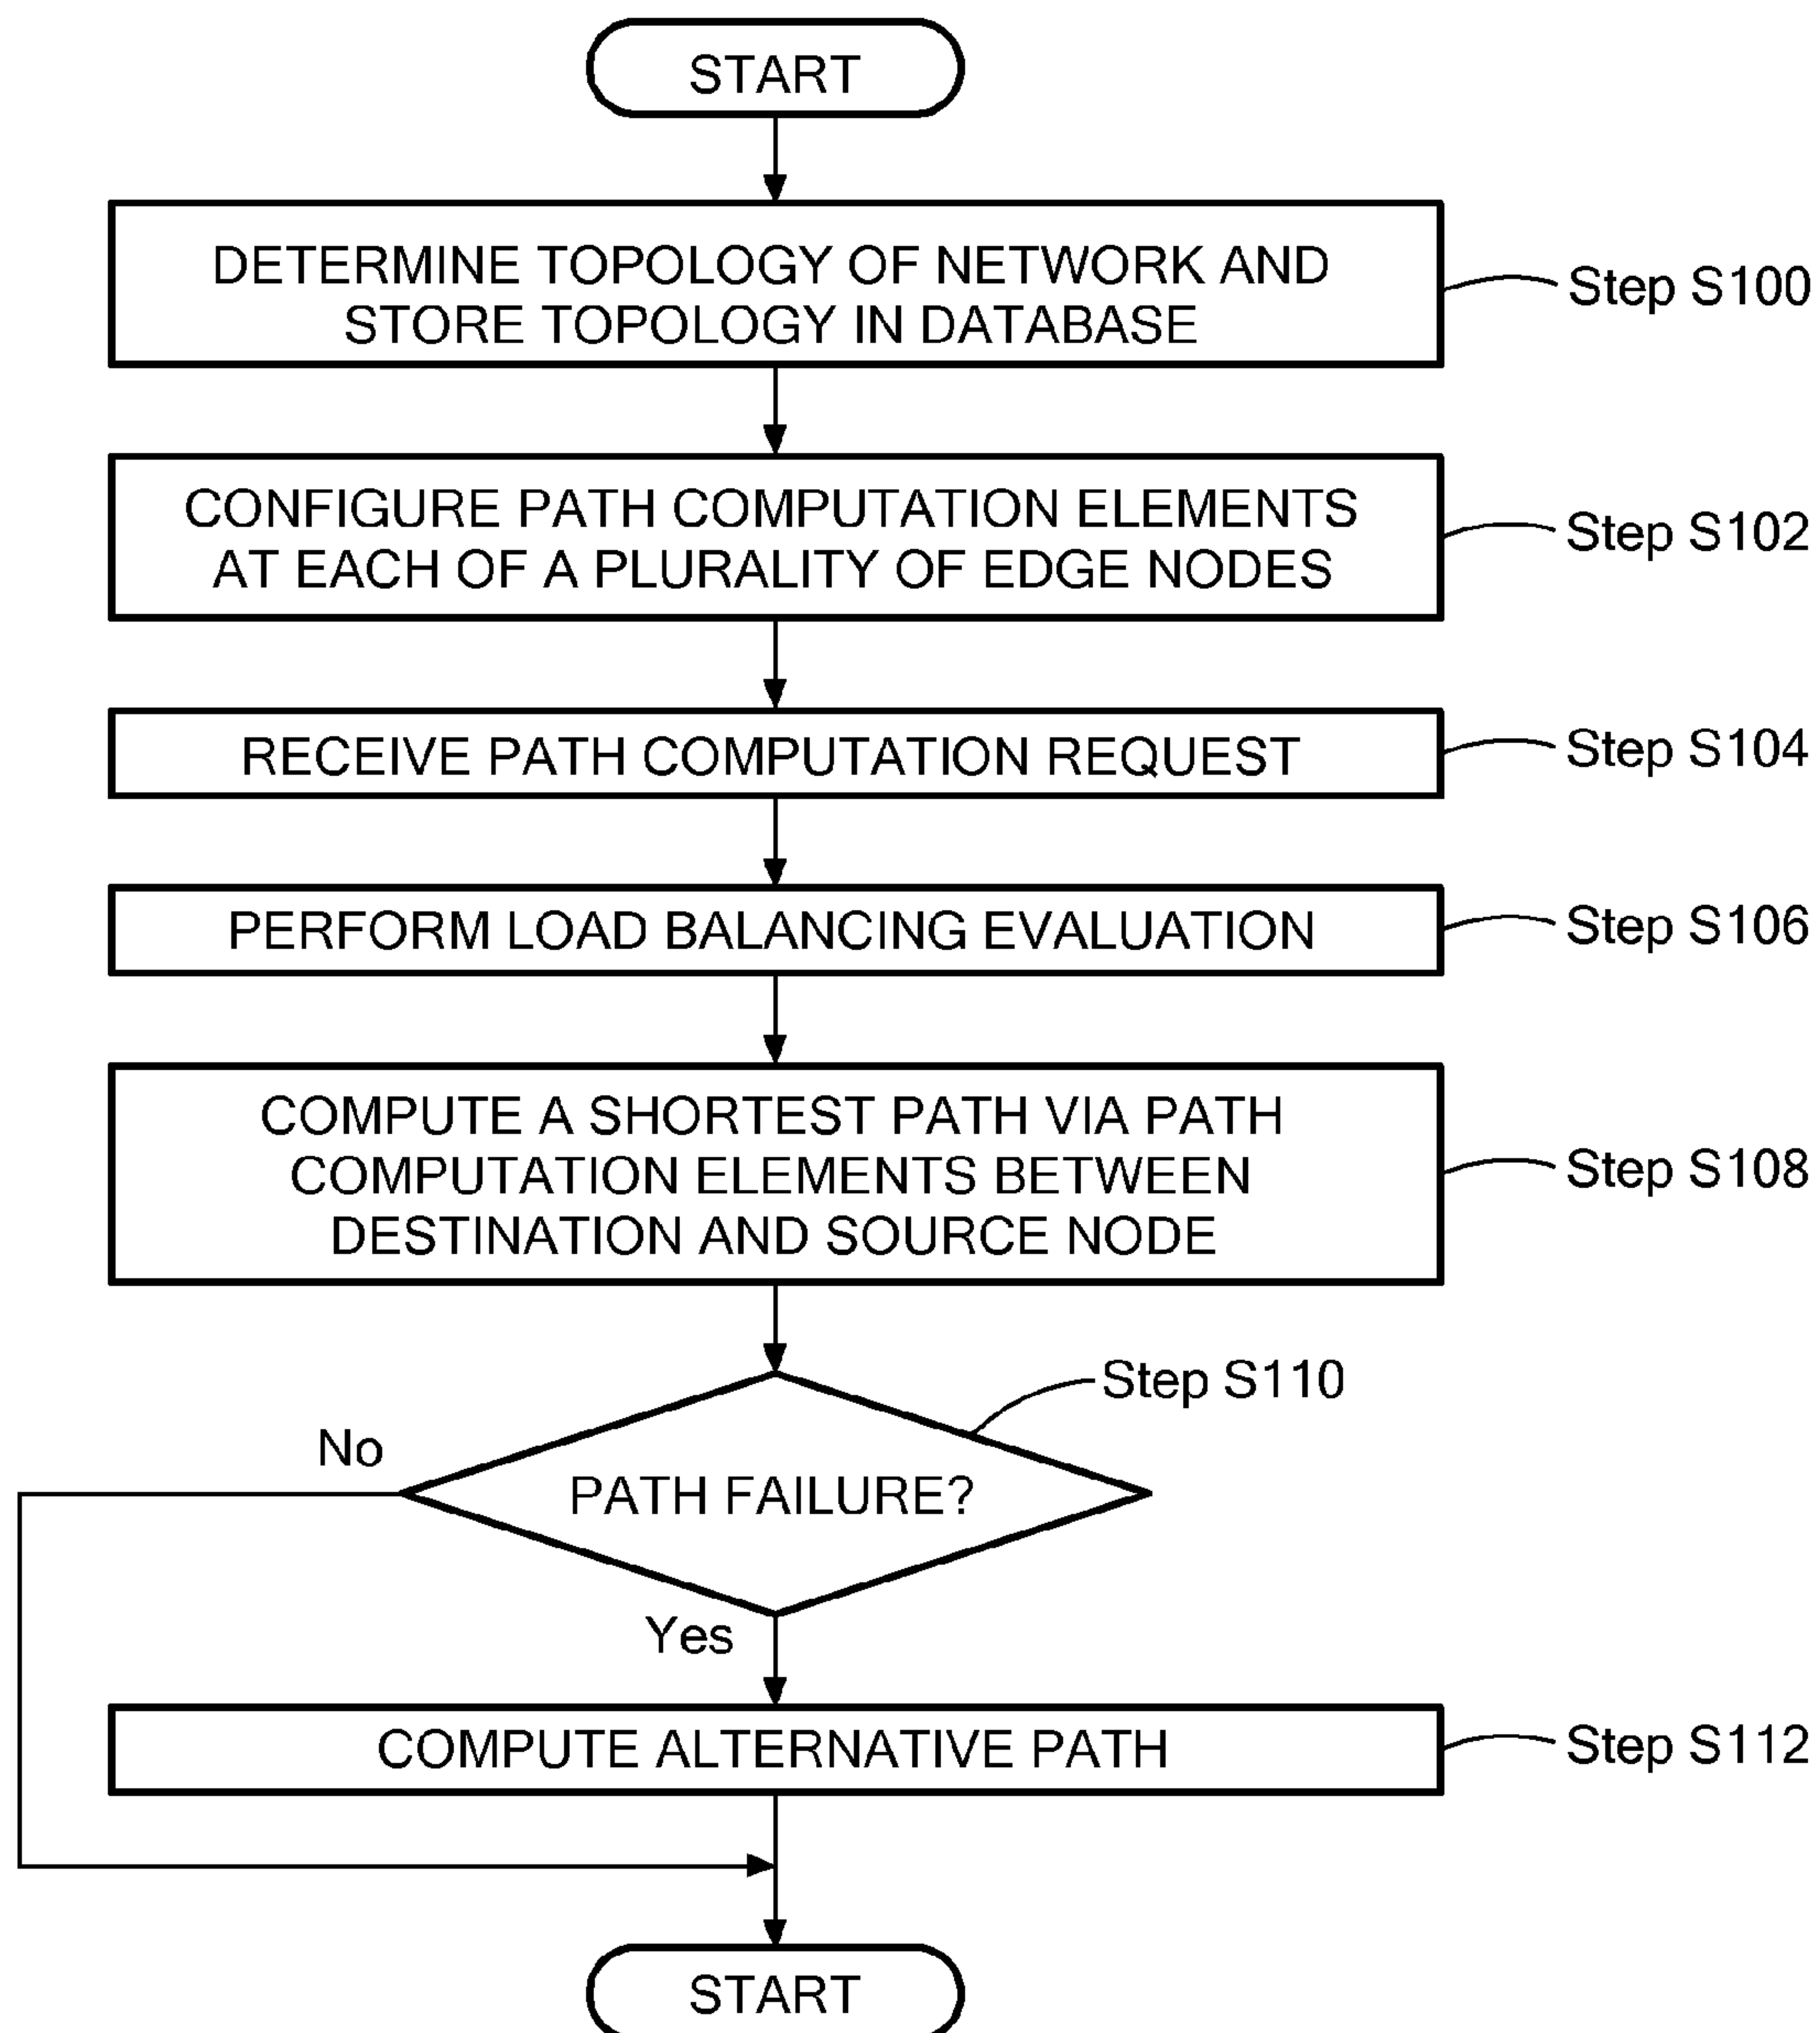 START
DETERMINE TOPOLOGY OF NETWORK AND
STORE TOPOLOGY IN DATABASE
Step S100
CONFIGURE PATH COMPUTATION ELEMENTS
AT EACH OF A PLURALITY OF EDGE NODES
Step S102
RECEIVE PATH COMPUTATION REQUEST
Step S104
PERFORM LOAD BALANCING EVALUATION
Step S106
COMPUTE A SHORTEST PATH VIA PATH
COMPUTATION ELEMENTS BETWEEN
DESTINATION AND SOURCE NODE
Step S108
Step S110
No
PATH FAILURE?
Yes
COMPUTE ALTERNATIVE PATH
Step S112
START